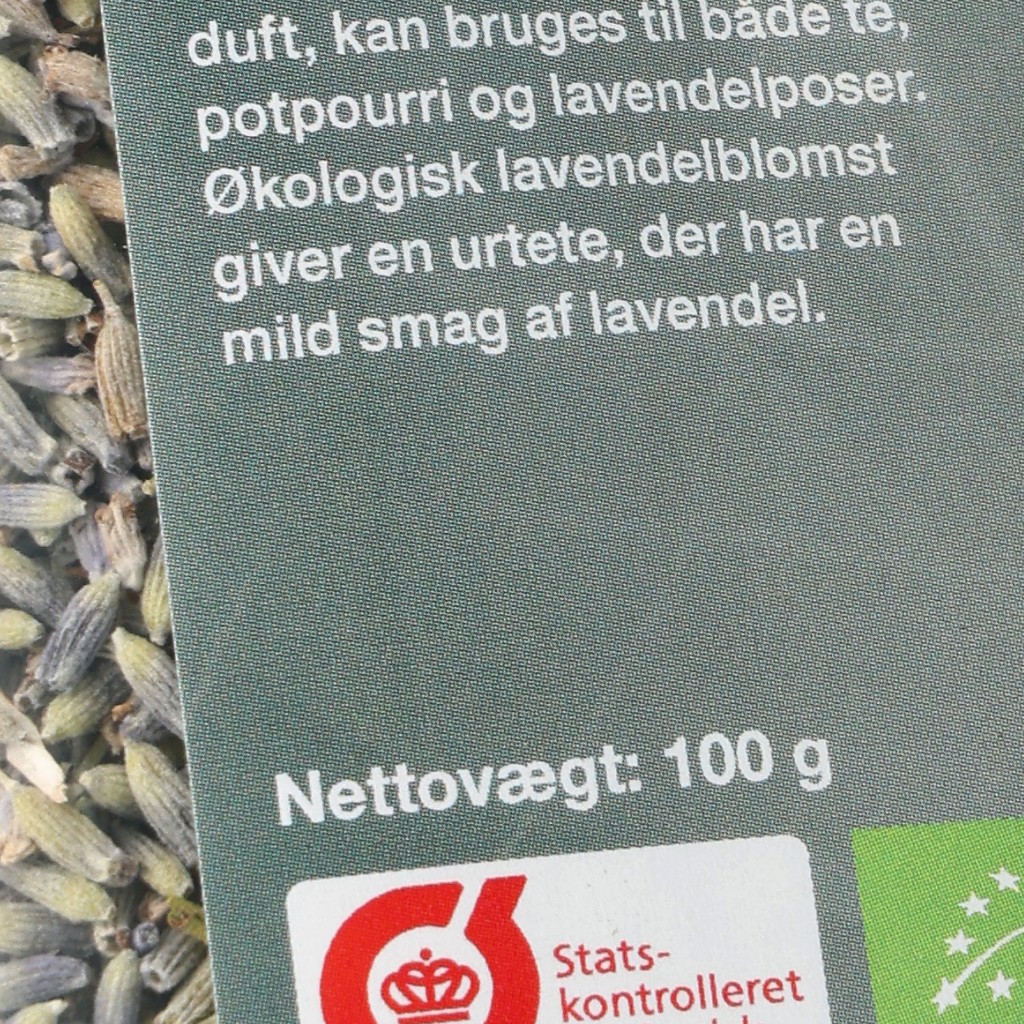 duft, kan bruges til både te,
potpourri og lavendelposer.
Økologisk lavendelblomst
giver en urtete, der har en
mild smag af lavendel.
Nettovægt: 100 g
Stats-
kontrolleret